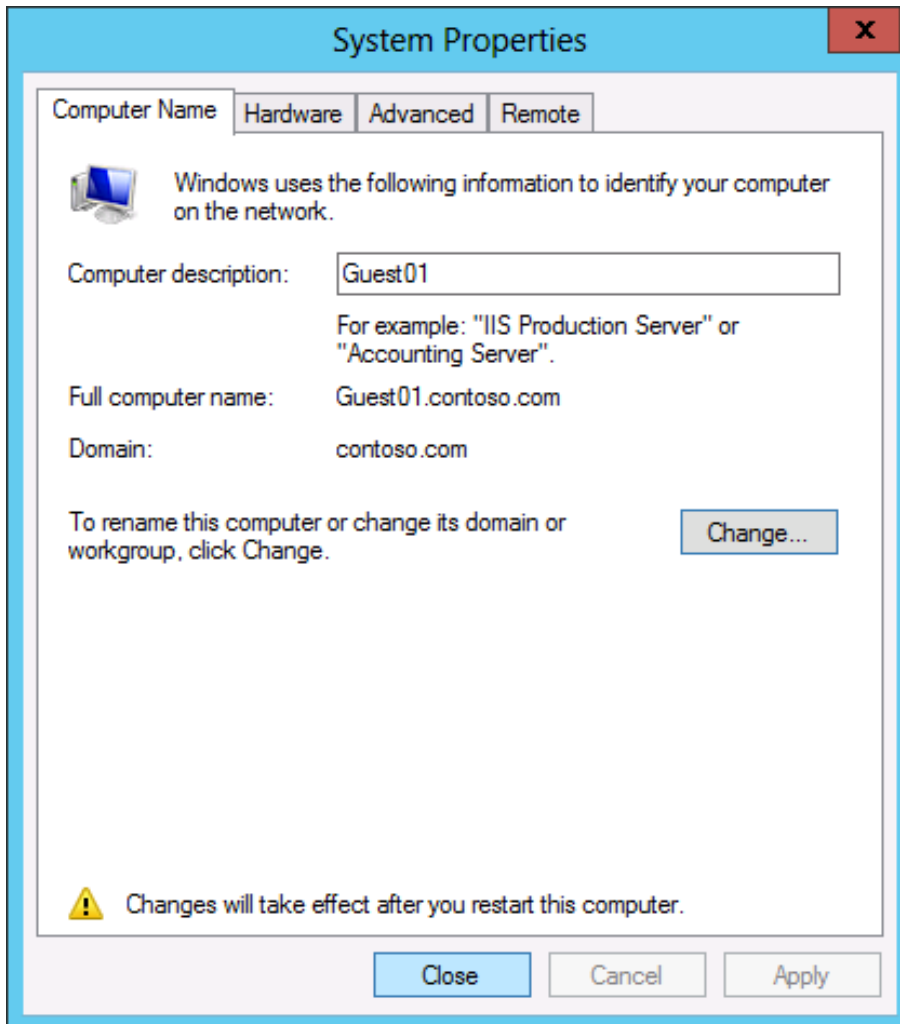 System Properties
x
Computer Name
Hardware
Advanced
Remote
Windows uses the following information to identify your computer
on the network.
Computer description:
Guest01
For example: "IIS Production Server" or
"Accounting Server".
Full computer name:
Guest01.contoso.com
Domain:
contoso.com
To rename this computer or change its domain or
workgroup, click Change.
Change...
Changes will take effect after you restart this computer.
Close
Cancel
Apply